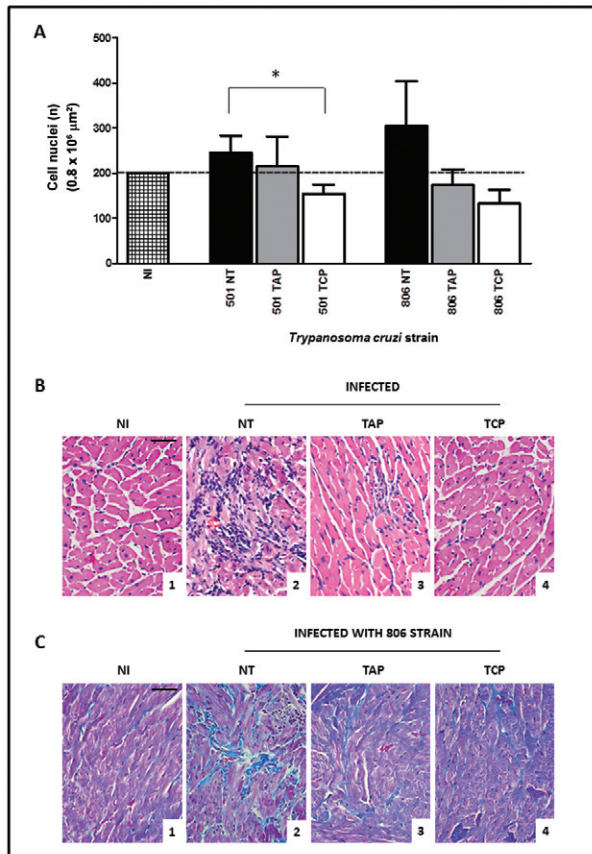 A
Cell nuclei (n)
(0.8 x 10⁶ µm²)
500
400
300
200
100
0
*
NI
501 NT
501 TAP
501 TCP
806 NT
806 TAP
806 TCP
Trypanosoma cruzi strain
B
INFECTED
NI NT TAP TCP
1 2 3 4
C
INFECTED WITH 806 STRAIN
NI NT TAP TCP
1 2 3 4